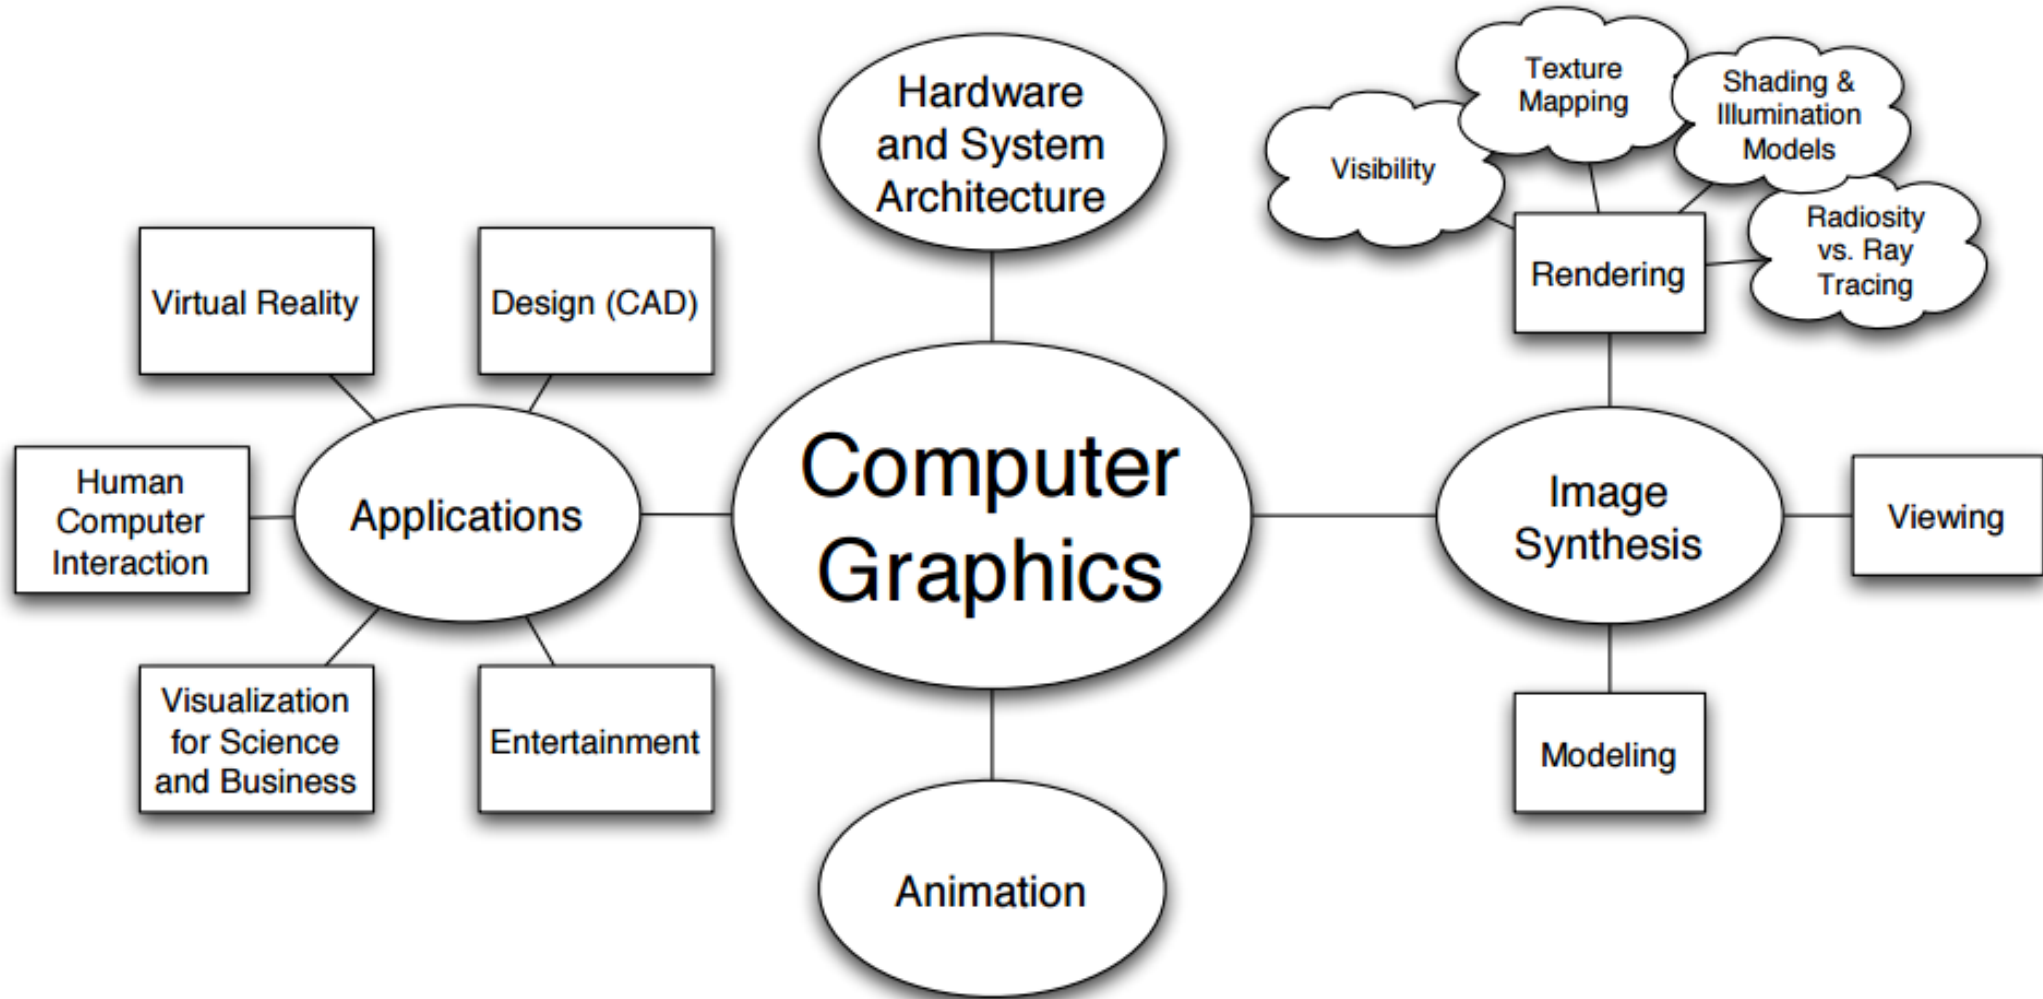 Hardware
and System
Architecture
Texture
Mapping
Shading &
Illumination
Models
Visibility
Radiosity
vs. Ray
Tracing
Rendering
Virtual Reality
Design (CAD)
Human
Computer
Interaction
Applications
Computer
Graphics
Image
Synthesis
Viewing
Visualization
for Science
and Business
Entertainment
Modeling
Animation